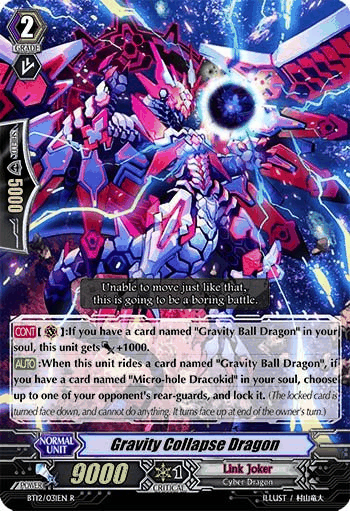 2
GRADE
SHIELD
5000
Unable to move just like that,
this is going to be a boring battle.
CONT [ ]:If you have a card named "Gravity Ball Dragon" in your
soul, this unit gets +1000.
AUTO:When this unit rides a card named "Gravity Ball Dragon", if
you have a card named "Micro-hole Dracokid" in your soul, choose
up to one of your opponent's rear-guards, and lock it. (The locked card is
turned face down, and cannot do anything. It turns face up at end of the owner's turn.)
NORMAL
UNIT
Gravity Collapse Dragon
POWER
9000
1
CRITICAL
Link Joker
Cyber Dragon
BT12/031EN R
ILLUST / 村山竜大